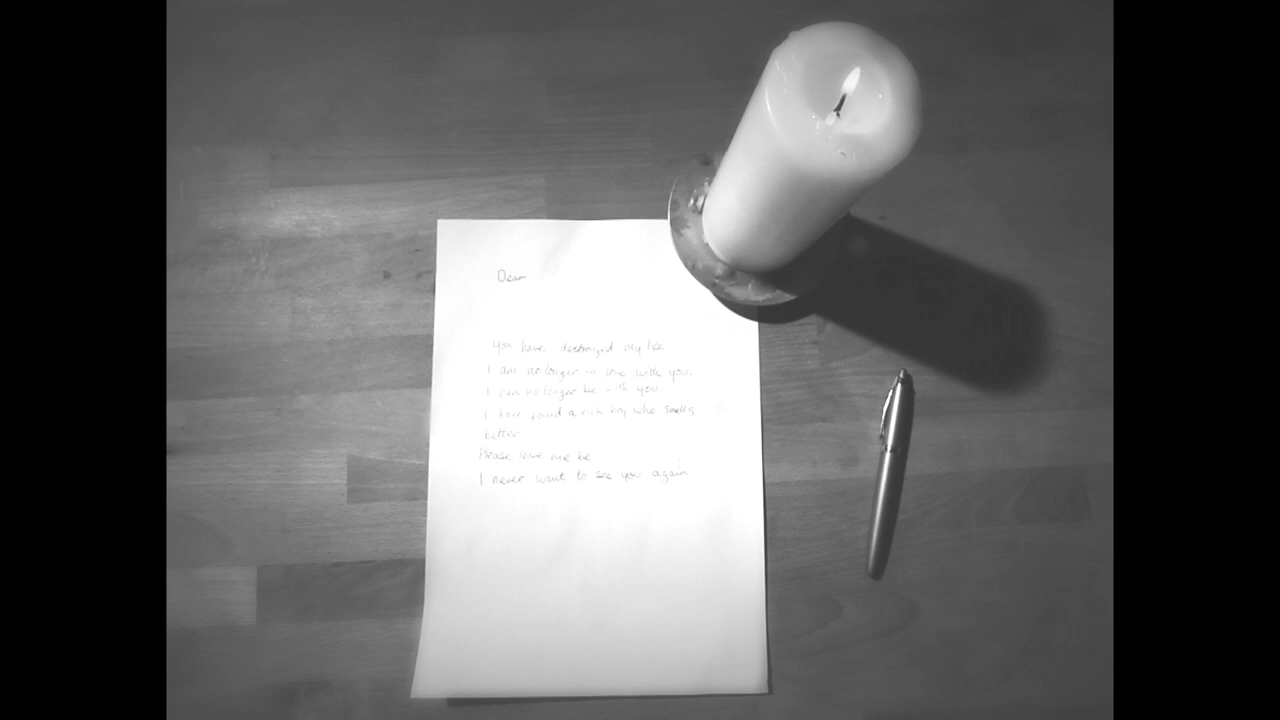 Dear
You have destroyed my life
I am no longer in love with you.
I can no longer be with you
I have found a rich boy who smells
better.
Please leave me be
I never want to see you again